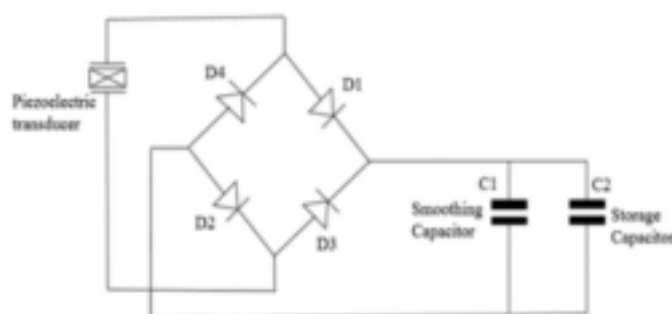 D4
D1
Piezoelectric
transducer
C1
C2
Smoothing
Capacitor
Storage
Capacitor
D2
D3